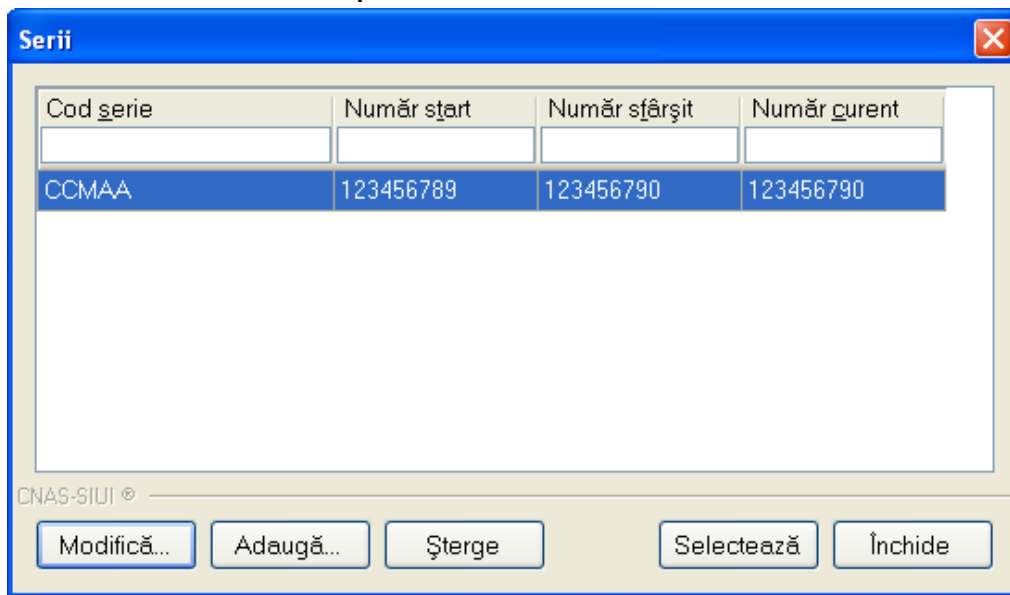 Serii
Cod serie Număr start Număr sfârşit Număr curent
CCMAA 123456789 123456790 123456790
CNAS-SIUI ®
Modifică... Adaugă... Şterge Selectează Închide